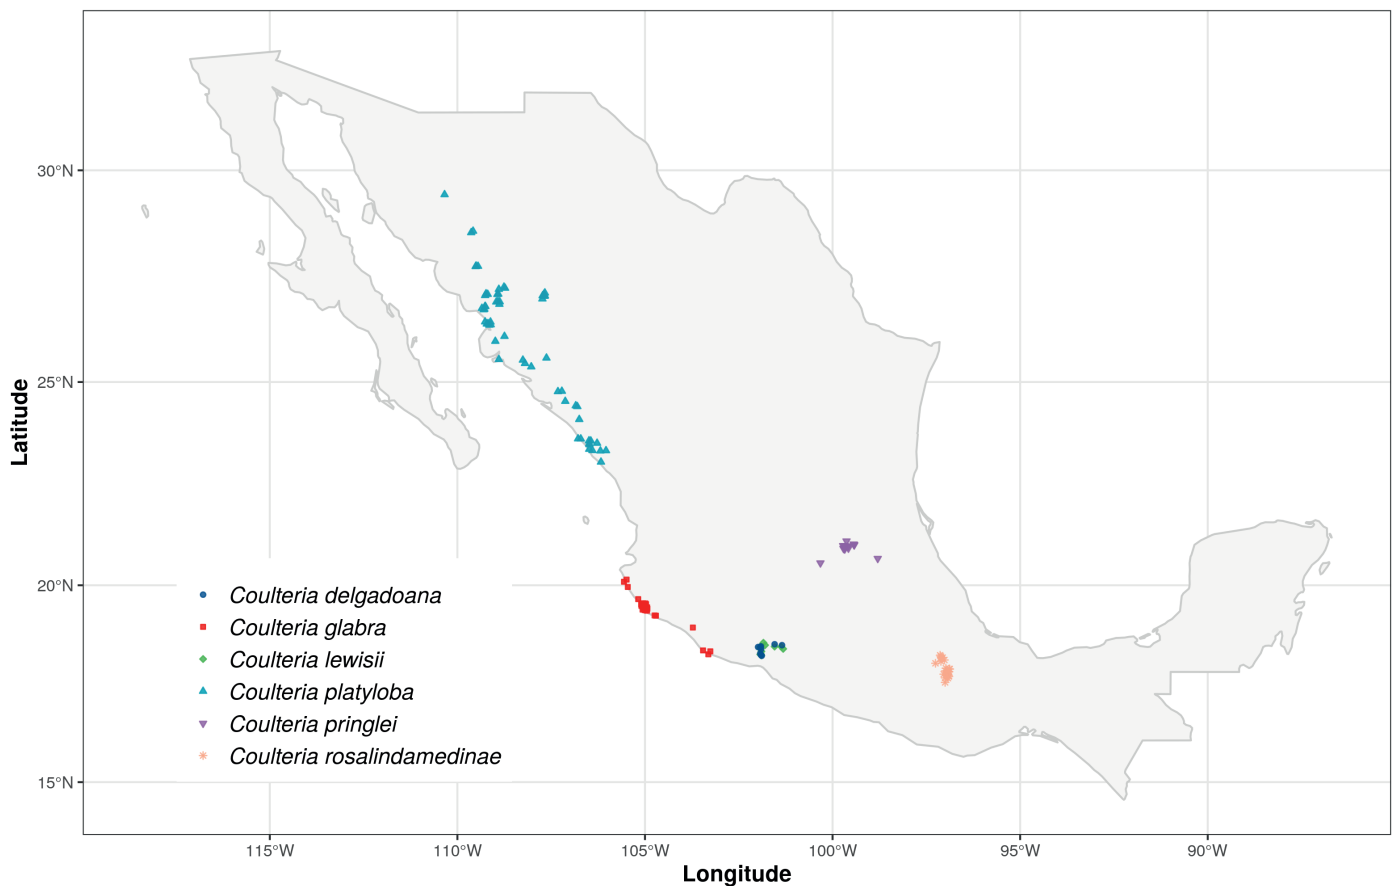 30°N
25°N
20°N
15°N
Latitude
Coulteria delgadoana
Coulteria glabra
Coulteria lewisii
Coulteria platyloba
Coulteria pringlei
Coulteria rosalindamedinae
115°W
110°W
105°W
100°W
95°W
90°W
Longitude